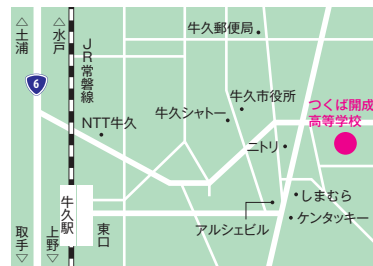 △土浦
△水戸
JR常磐線
6
牛久郵便局
牛久市役所
牛久シャトー
つくば開成
高等学校
NTT牛久
ニトリ
しまむら
ケンタッキー
アルシェビル
牛久駅
東口
取手▽
上野▽